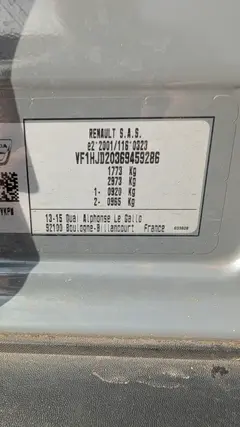 RENAULT S.A.S.
e2*2001/116*0323
VF1HJD20369459286
1773 Kg
2973 Kg
1- 0920 Kg
2- 0955 Kg
13-15 Quai Alphonse Le Gallo
92100 Boulogne-Billancourt France